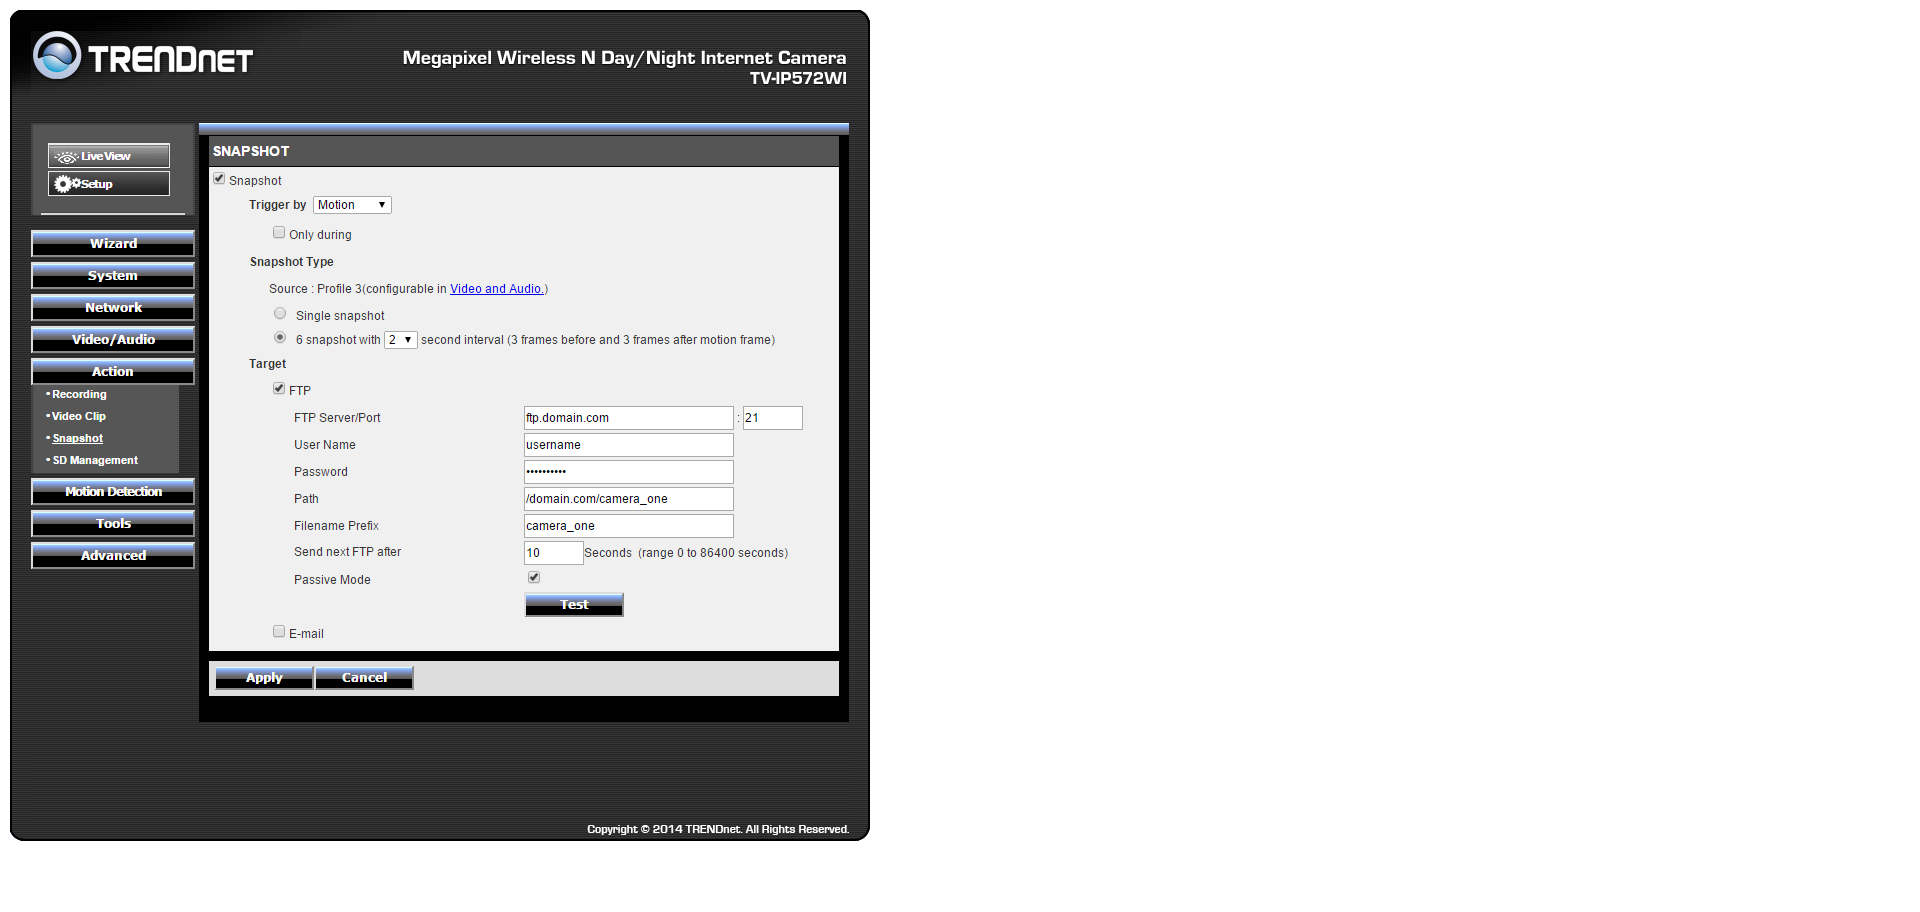 TRENDNET
Megapixel Wireless N Day/Night Internet Camera
TV-IP572WI
Live View
Setup
Wizard
System
Network
Video/Audio
Action
• Recording
• Video Clip
• Snapshot
• SD Management
Motion Detection
Tools
Advanced
SNAPSHOT
Snapshot
Trigger by Motion
Only during
Snapshot Type
Source : Profile 3(configurable in Video and Audio.)
Single snapshot
6 snapshot with 2 second interval (3 frames before and 3 frames after motion frame)
Target
FTP
FTP Server/Port ftp.domain.com : 21
User Name username
Password ••••••••••
Path /domain.com/camera_one
Filename Prefix camera_one
Send next FTP after 10 Seconds (range 0 to 86400 seconds)
Passive Mode
Test
E-mail
Apply Cancel
Copyright © 2014 TRENDnet. All Rights Reserved.